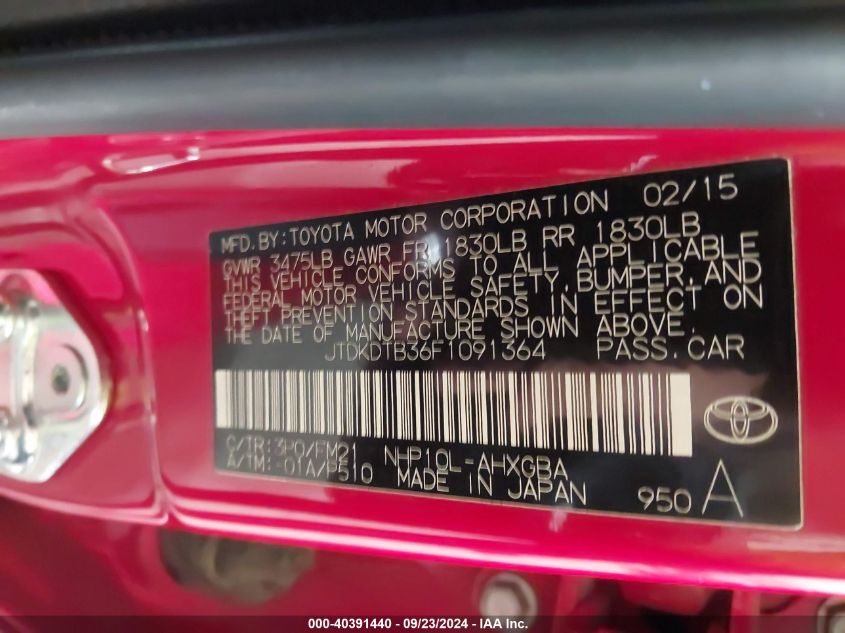 MFD. BY: TOYOTA MOTOR CORPORATION 02/15
GVWR 3475LB GAWR FR 1830LB RR 1830LB
THIS VEHICLE CONFORMS TO ALL APPLICABLE
FEDERAL MOTOR VEHICLE SAFETY, BUMPER, AND
THEFT PREVENTION STANDARDS IN EFFECT ON
THE DATE OF MANUFACTURE SHOWN ABOVE.
JTDKDTB36F1091364 PASS. CAR
C/TR: 3P0/FM21 NHP10L-AHXGBA
A/TM: -01A/P510 MADE IN JAPAN 950 A
000-40391440 - 09/23/2024 - IAA Inc.